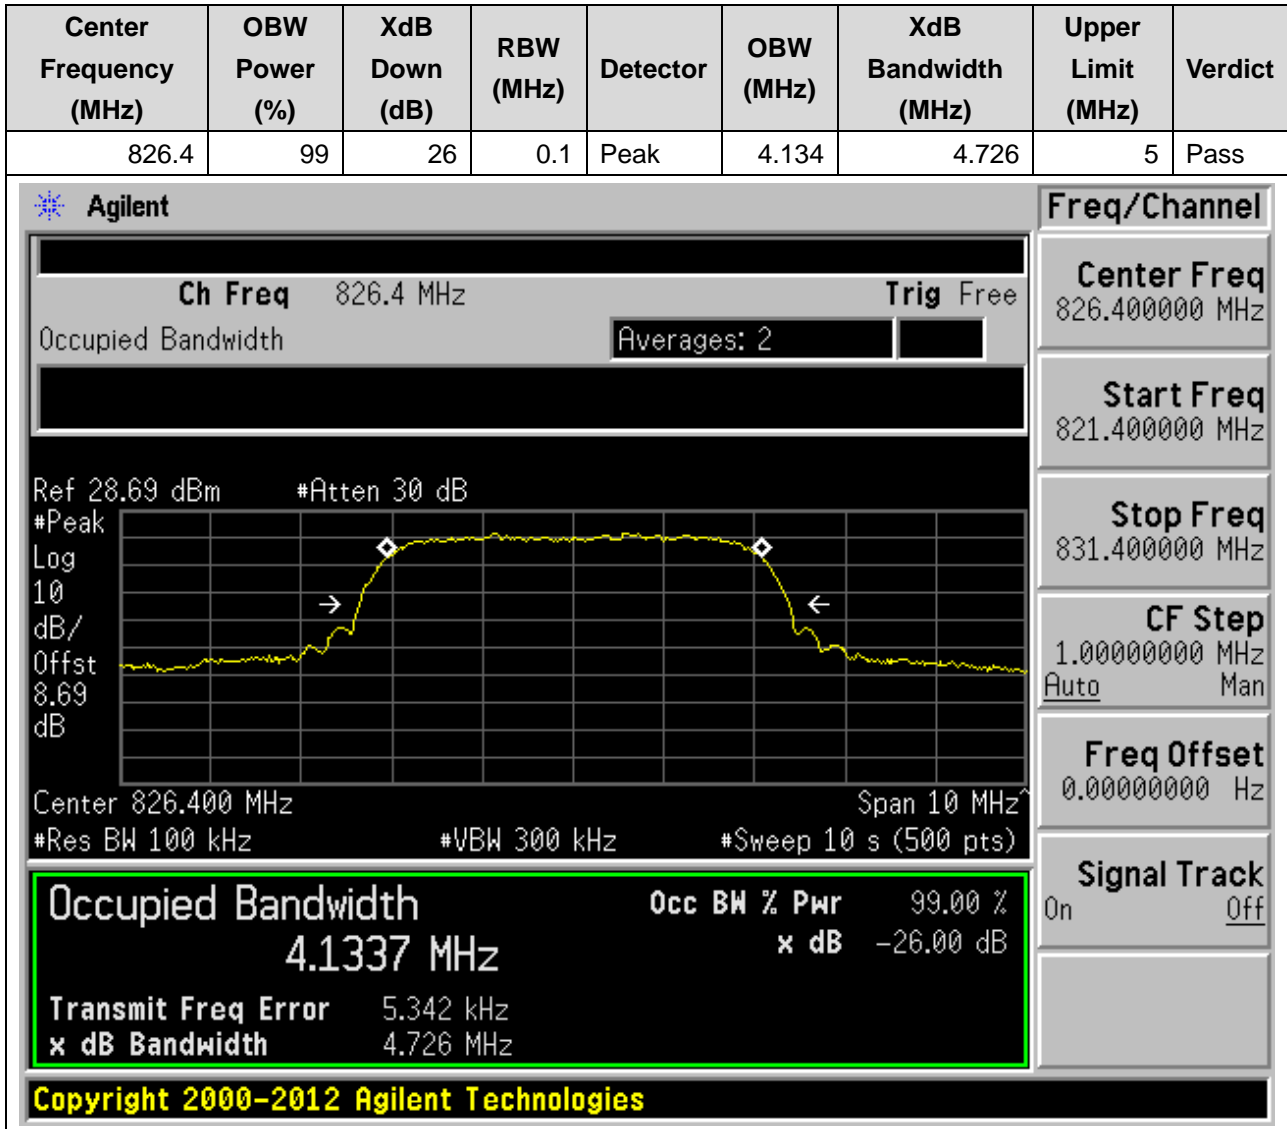 Center Frequency (MHz) OBW Power (%) XdB Down (dB) RBW (MHz) Detector OBW (MHz) XdB Bandwidth (MHz) Upper Limit (MHz) Verdict
826.4 99 26 0.1 Peak 4.134 4.726 5 Pass
Agilent
Freq/Channel
Ch Freq 826.4 MHz Trig Free
Occupied Bandwidth Averages: 2
Center Freq
826.400000 MHz
Start Freq
821.400000 MHz
Stop Freq
831.400000 MHz
CF Step
1.00000000 MHz
Auto Man
Freq Offset
0.00000000 Hz
Signal Track
On Off
Ref 28.69 dBm #Atten 30 dB
#Peak
Log
10
dB/
Offst
8.69
dB
Center 826.400 MHz Span 10 MHz^
#Res BW 100 kHz #VBW 300 kHz #Sweep 10 s (500 pts)
Occupied Bandwidth
4.1337 MHz
Occ BW % Pwr 99.00 %
x dB -26.00 dB
Transmit Freq Error 5.342 kHz
x dB Bandwidth 4.726 MHz
Copyright 2000-2012 Agilent Technologies